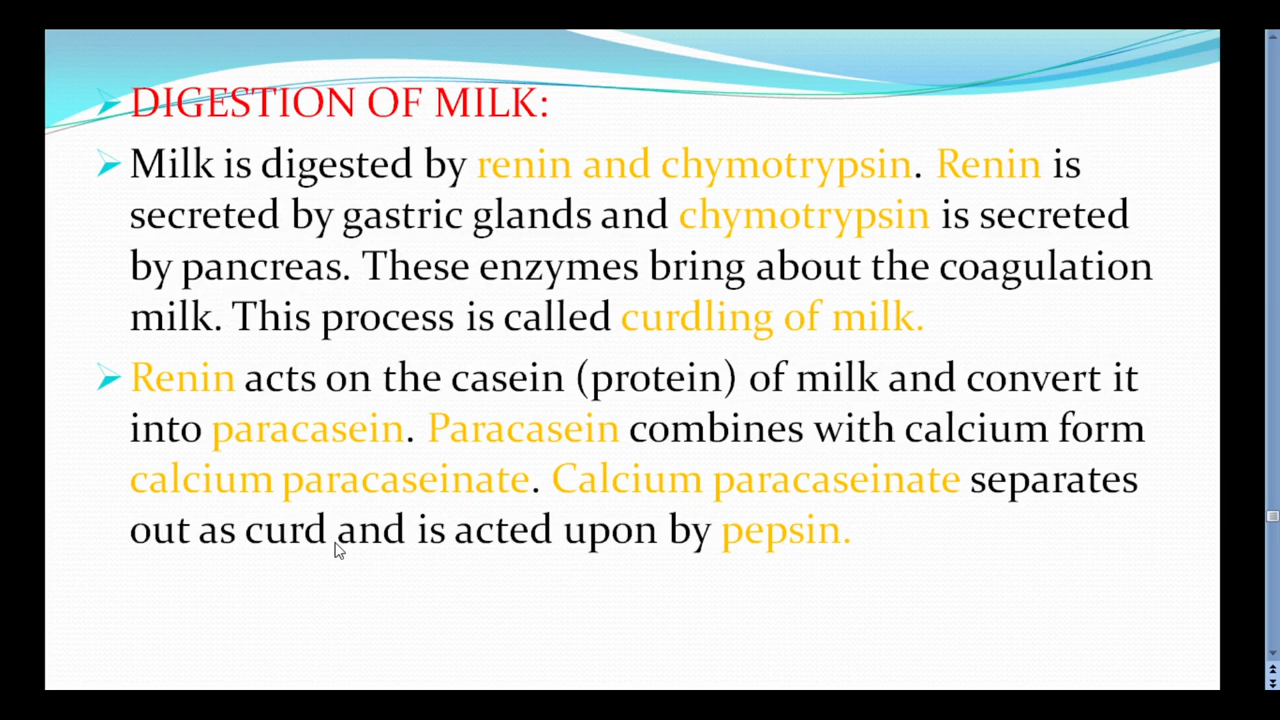 DIGESTION OF MILK:
Milk is digested by renin and chymotrypsin. Renin is
secreted by gastric glands and chymotrypsin is secreted
by pancreas. These enzymes bring about the coagulation
milk. This process is called curdling of milk.
Renin acts on the casein (protein) of milk and convert it
into paracasein. Paracasein combines with calcium form
calcium paracaseinate. Calcium paracaseinate separates
out as curd and is acted upon by pepsin.